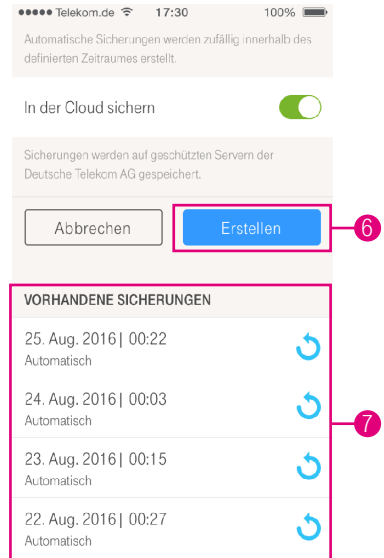 Telekom.de 17:30 100%
Automatische Sicherungen werden zufällig innerhalb des
definierten Zeitraumes erstellt.
In der Cloud sichern
Sicherungen werden auf geschützten Servern der
Deutsche Telekom AG gespeichert.
Abbrechen Erstellen 6
VORHANDENE SICHERUNGEN
25. Aug. 2016| 00:22
Automatisch
24. Aug. 2016| 00:03
Automatisch
7
23. Aug. 2016| 00:15
Automatisch
22. Aug. 2016| 00:27
Automatisch